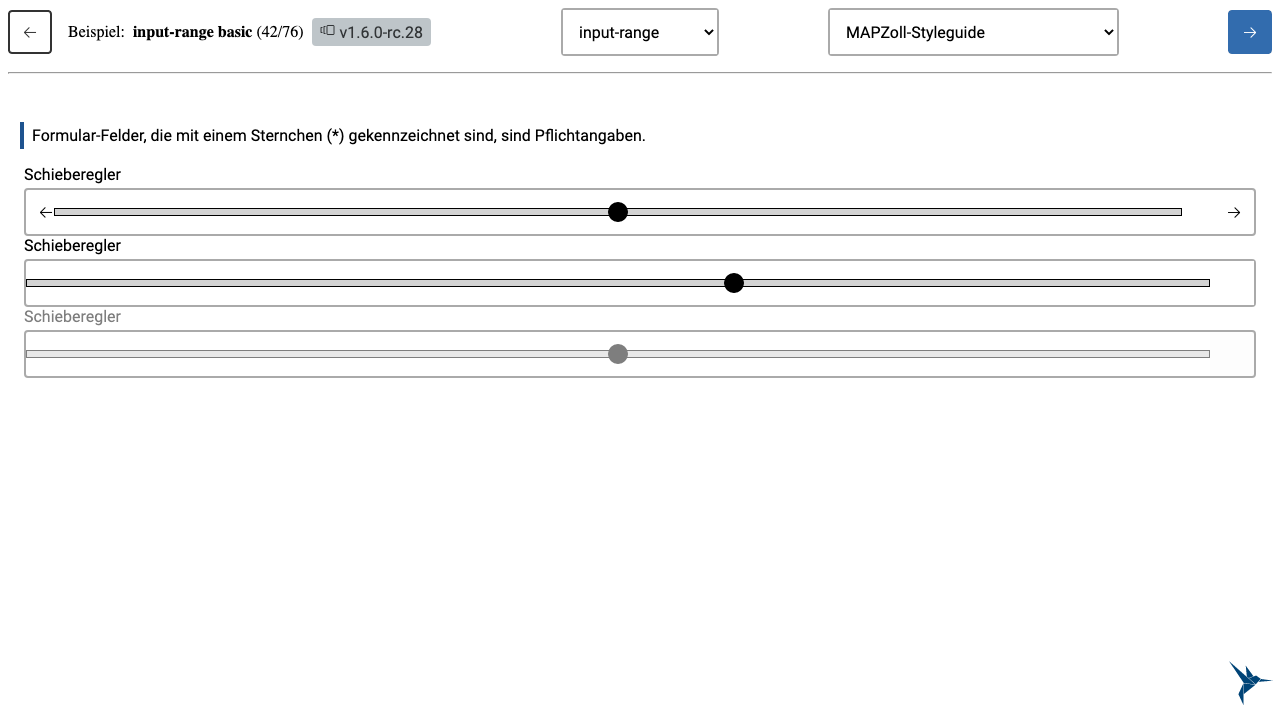 Beispiel: input-range basic (42/76) v1.6.0-rc.28 input-range MAPZoll-Styleguide
Formular-Felder, die mit einem Sternchen (*) gekennzeichnet sind, sind Pflichtangaben.
Schieberegler
Schieberegler
Schieberegler